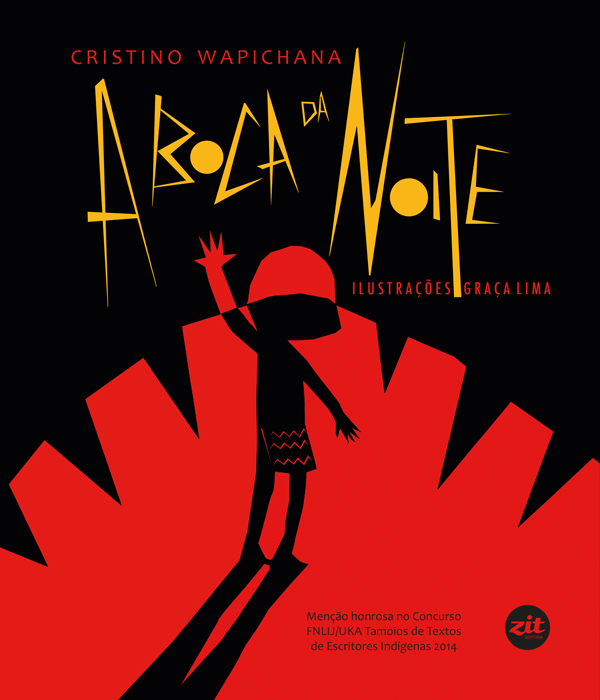 CRISTINO WAPICHANA
A BOCA DA NOITE
ILUSTRAÇÕES GRAÇA LIMA
Menção honrosa no Concurso
FNLIJ/UKA Tamoios de Textos
de Escritores Indígenas 2014
zit
EDITORA